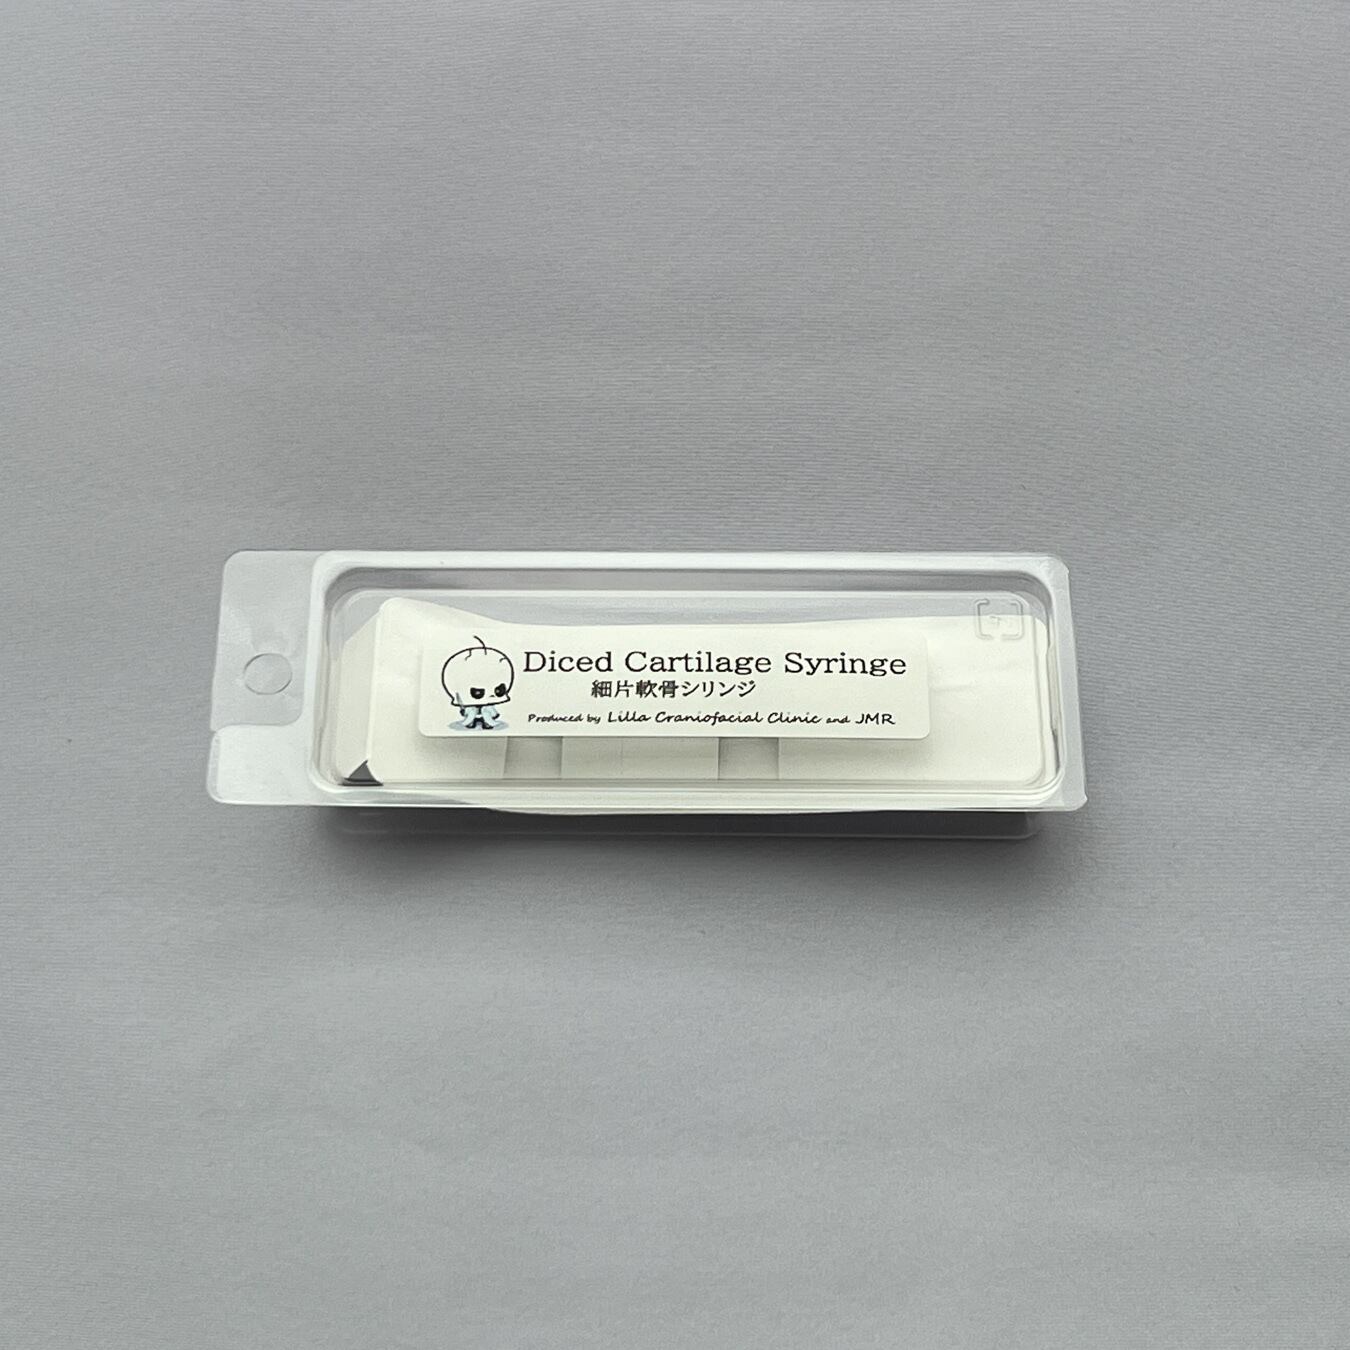 Diced Cartilage Syringe
細片軟骨シリンジ
Produced by Lilla Craniofacial Clinic and JMR